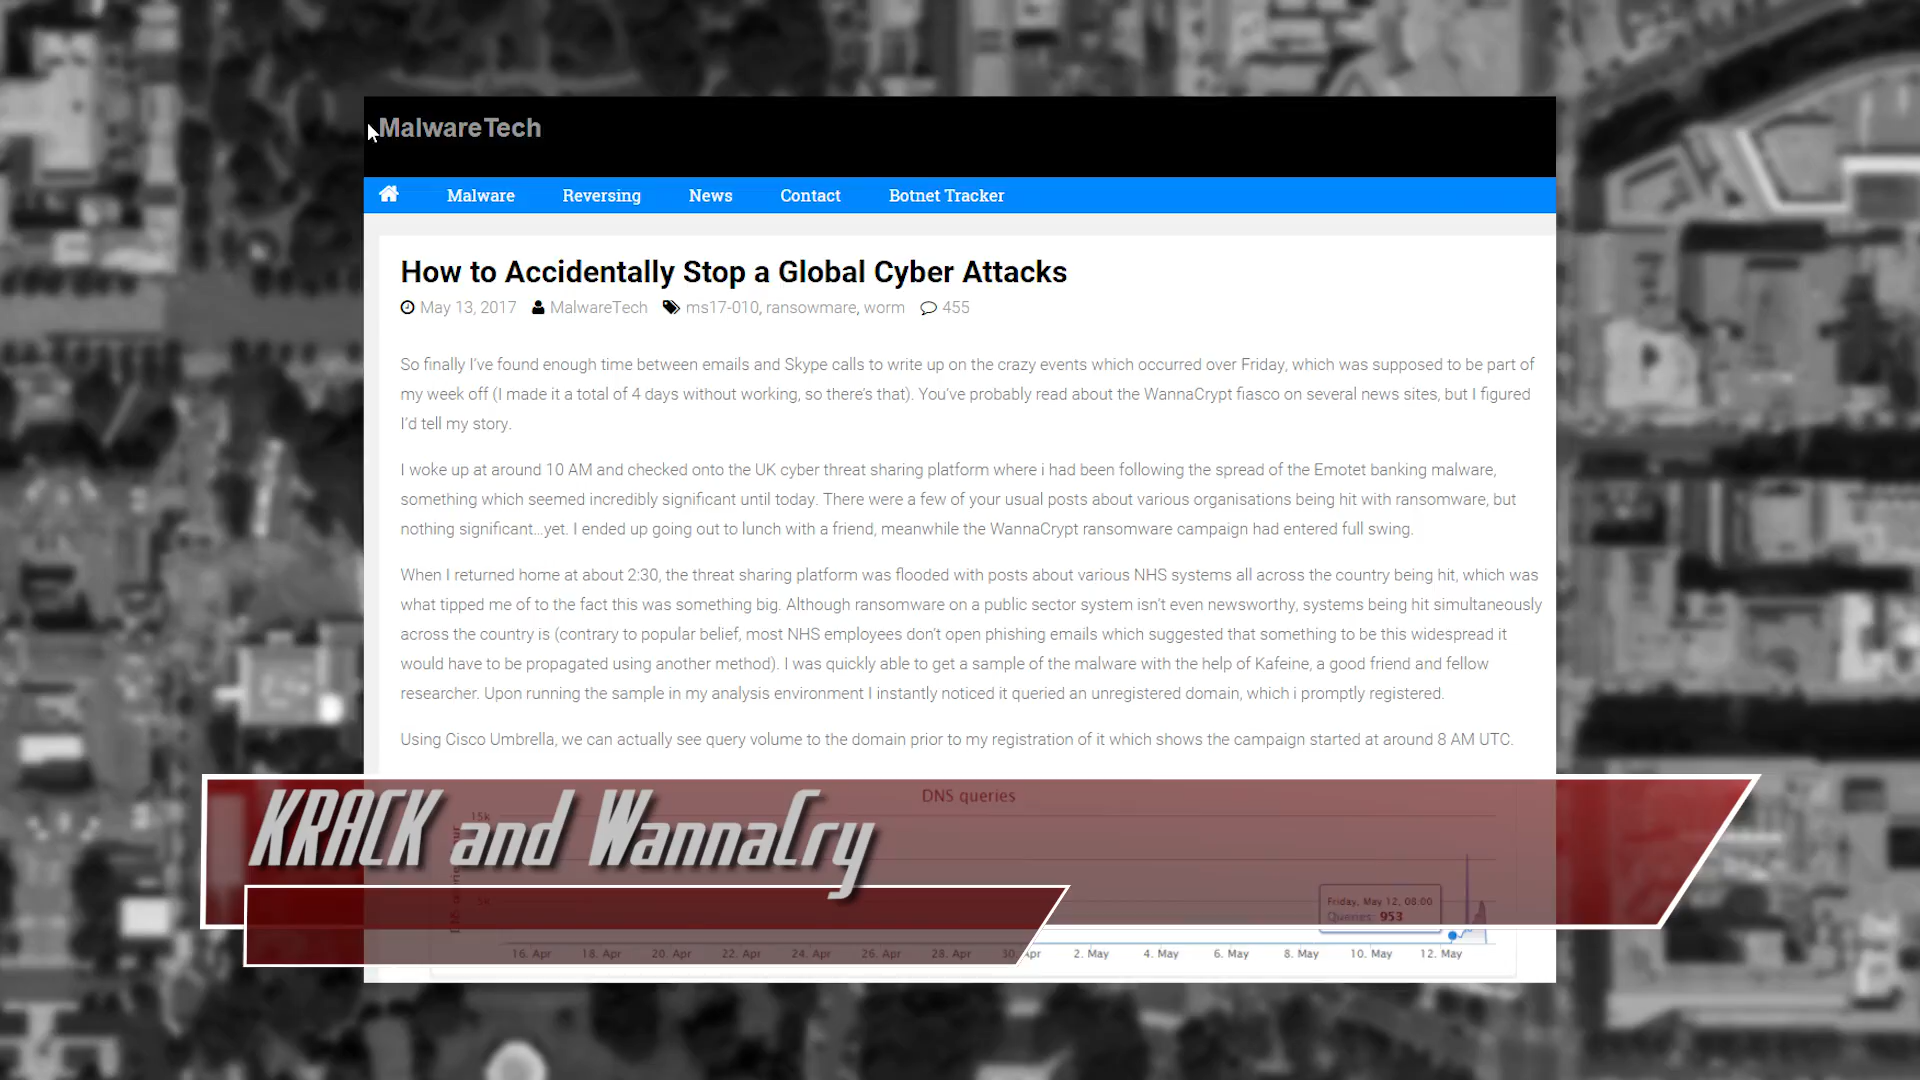 MalwareTech
Malware Reversing News Contact Botnet Tracker
How to Accidentally Stop a Global Cyber Attacks
May 13, 2017 MalwareTech ms17-010, ransowmare, worm 455
So finally I've found enough time between emails and Skype calls to write up on the crazy events which occurred over Friday, which was supposed to be part of
my week off (I made it a total of 4 days without working, so there's that). You've probably read about the WannaCrypt fiasco on several news sites, but I figured
I'd tell my story.
I woke up at around 10 AM and checked onto the UK cyber threat sharing platform where i had been following the spread of the Emotet banking malware,
something which seemed incredibly significant until today. There were a few of your usual posts about various organisations being hit with ransomware, but
nothing significant...yet. I ended up going out to lunch with a friend, meanwhile the WannaCrypt ransomware campaign had entered full swing.
When I returned home at about 2:30, the threat sharing platform was flooded with posts about various NHS systems all across the country being hit, which was
what tipped me of to the fact this was something big. Although ransomware on a public sector system isn't even newsworthy, systems being hit simultaneously
across the country is (contrary to popular belief, most NHS employees don't open phishing emails which suggested that something to be this widespread it
would have to be propagated using another method). I was quickly able to get a sample of the malware with the help of Kafeine, a good friend and fellow
researcher. Upon running the sample in my analysis environment I instantly noticed it queried an unregistered domain, which i promptly registered.
Using Cisco Umbrella, we can actually see query volume to the domain prior to my registration of it which shows the campaign started at around 8 AM UTC.
DNS queries
15k
KRACK and WannaCry
5k
Friday, May 12, 08:00
Queries: 953
16. Apr 18. Apr 20. Apr 22. Apr 24. Apr 26. Apr 28. Apr 30. Apr 2. May 4. May 6. May 8. May 10. May 12. May